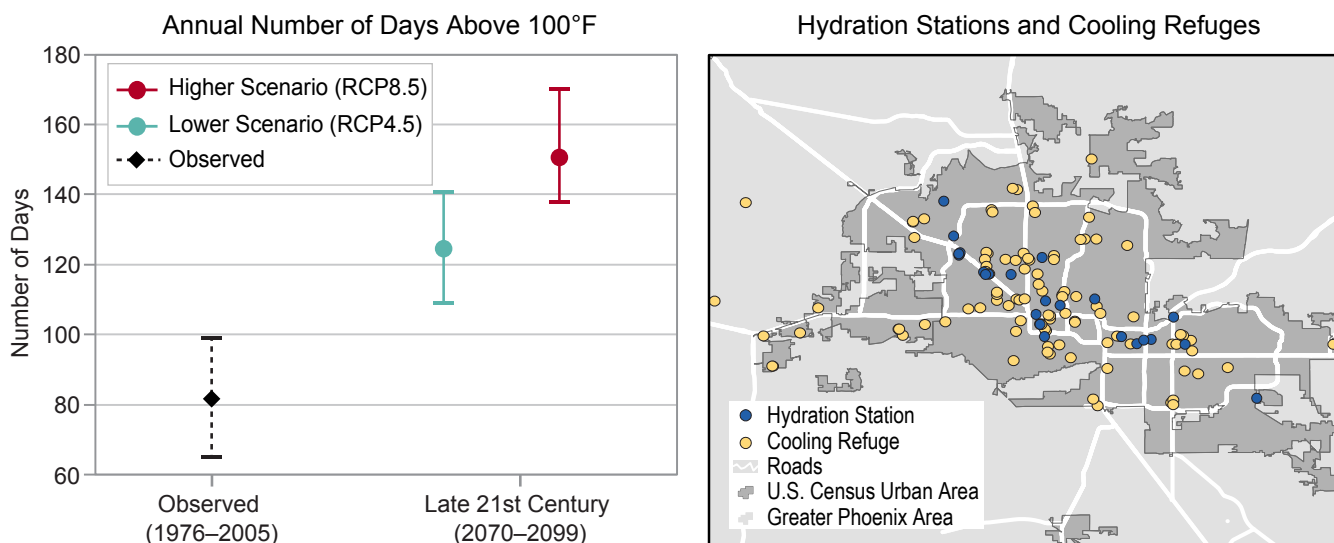 Annual Number of Days Above 100°F
180
160
140
120
100
80
60
Number of Days
Higher Scenario (RCP8.5)
Lower Scenario (RCP4.5)
Observed
Observed
(1976–2005)
Late 21st Century
(2070–2099)
Hydration Stations and Cooling Refuges
Hydration Station
Cooling Refuge
Roads
U.S. Census Urban Area
Greater Phoenix Area